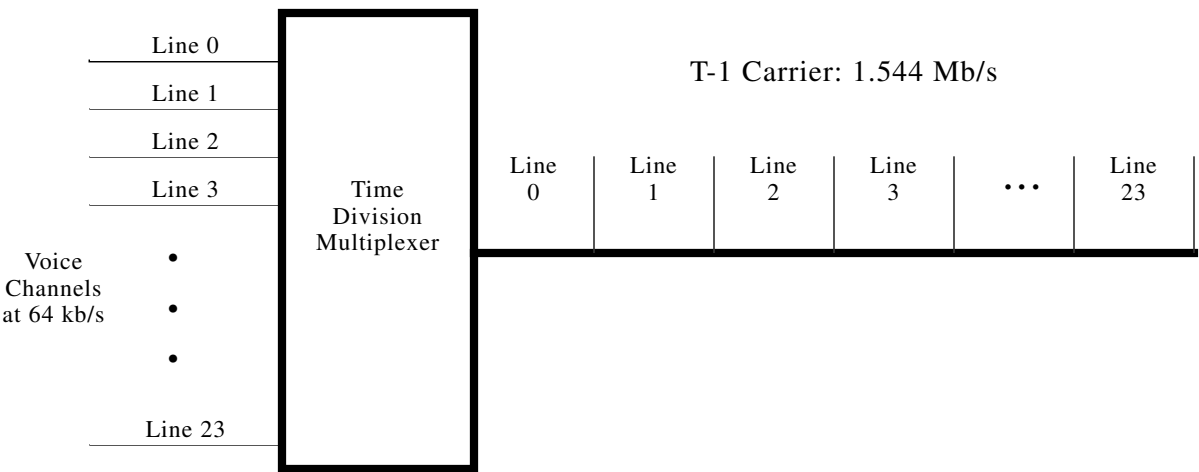 Line 0
Line 1
Line 2
Line 3
Voice
Channels
at 64 kb/s
Line 23
Time
Division
Multiplexer
T-1 Carrier: 1.544 Mb/s
Line
0
Line
1
Line
2
Line
3
...
Line
23